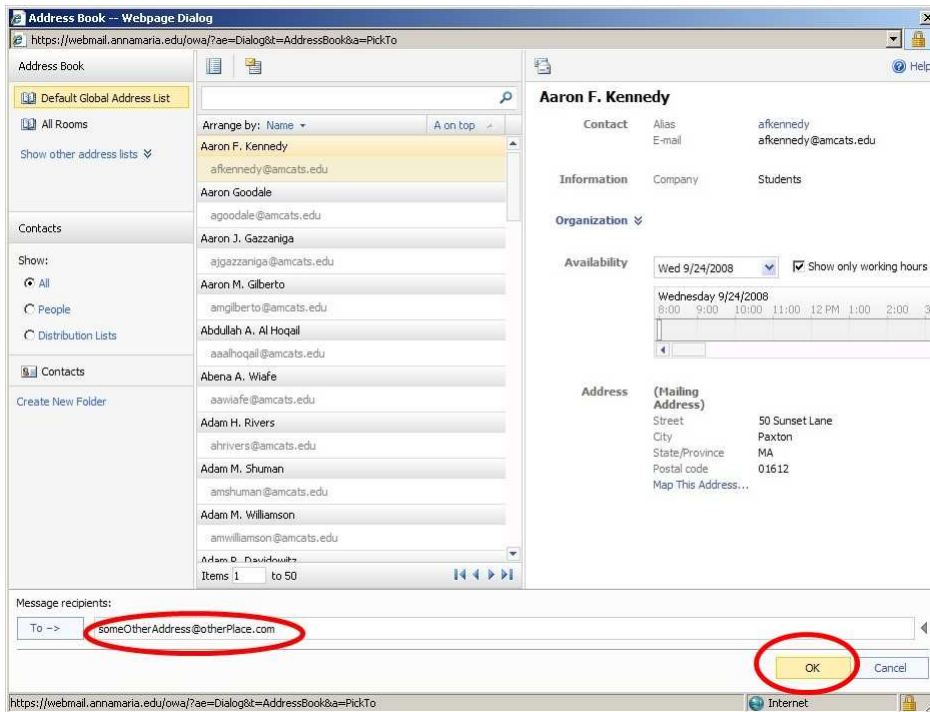 Address Book -- Webpage Dialog
https://webmail.annamaria.edu/owa/?ae=Dialog&t=AddressBook&a=PickTo
Address Book
Default Global Address List
All Rooms
Show other address lists
Contacts
Show:
All
People
Distribution Lists
Contacts
Create New Folder
Arrange by: Name
A on top
Aaron F. Kennedy
afkennedy@amcats.edu
Aaron Goodale
agoodale@amcats.edu
Aaron J. Gazzaniga
ajgazzaniga@amcats.edu
Aaron M. Gilberto
amgilberto@amcats.edu
Abdullah A. Al Hoqail
aaalhoqail@amcats.edu
Abena A. Wiafe
aawiafe@amcats.edu
Adam H. Rivers
ahrivers@amcats.edu
Adam M. Shuman
amshuman@amcats.edu
Adam M. Williamson
amwilliamson@amcats.edu
Adam R. Davidowitz
Items 1 to 50
Help
Aaron F. Kennedy
Contact Alias afkennedy
E-mail afkennedy@amcats.edu
Information Company Students
Organization
Availability Wed 9/24/2008 Show only working hours
Wednesday 9/24/2008
8:00 9:00 10:00 11:00 12 PM 1:00 2:00 3
Address (Mailing
Address)
Street 50 Sunset Lane
City Paxton
State/Province MA
Postal code 01612
Map This Address...
Message recipients:
To -> someOtherAddress@otherPlace.com
OK Cancel
https://webmail.annamaria.edu/owa/?ae=Dialog&t=AddressBook&a=PickTo
Internet